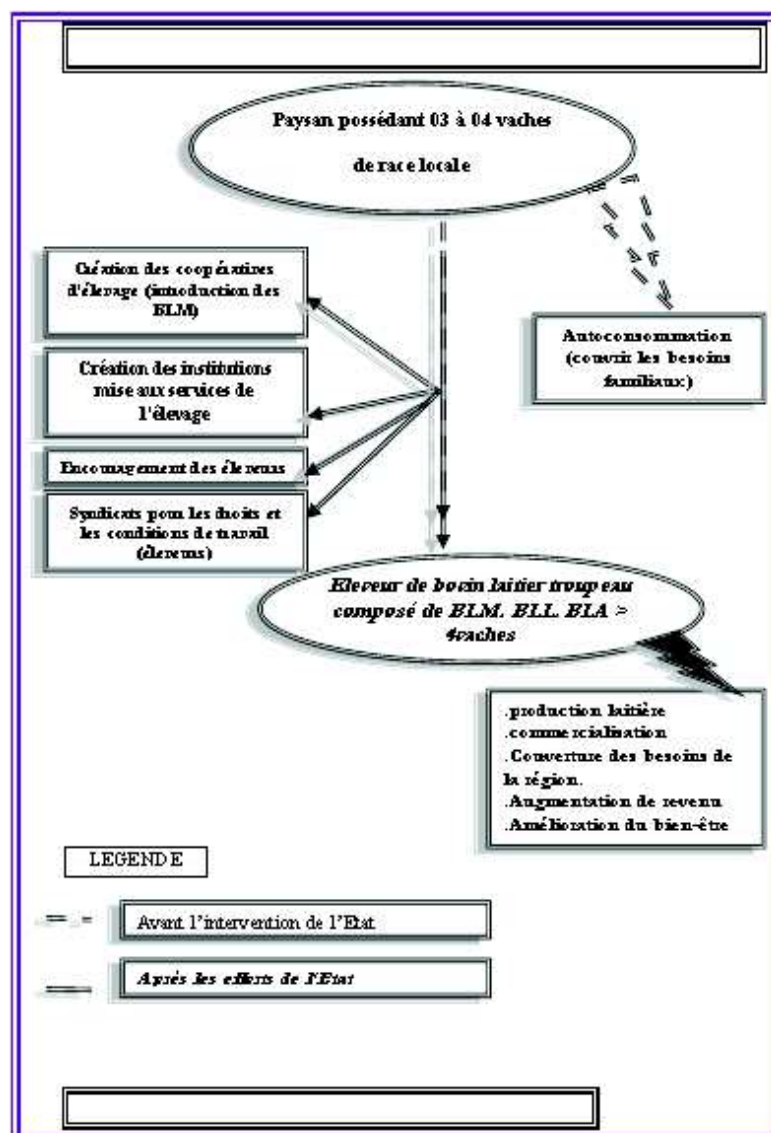 Paysan possédant 03 à 04 vaches
de race locale
Création des coopératives
d'élevage (introduction des
BLM)
Autoconsommation
(couvrir les besoins
familiaux)
Création des institutions
mise aux services de
l'élevage
Encouragement des éleveurs
Syndicats pour les droits et
les conditions de travail
(éleveurs)
Eleveur de bovin laitier troupeau
composé de BLM. BLL. BLA >
4vaches
.production laitière
.commercialisation
.Couverture des besoins de
la région.
.Augmentation de revenu
.Amélioration du bien-être
LEGENDE
Avant l'intervention de l'Etat
Après les efforts de l'Etat